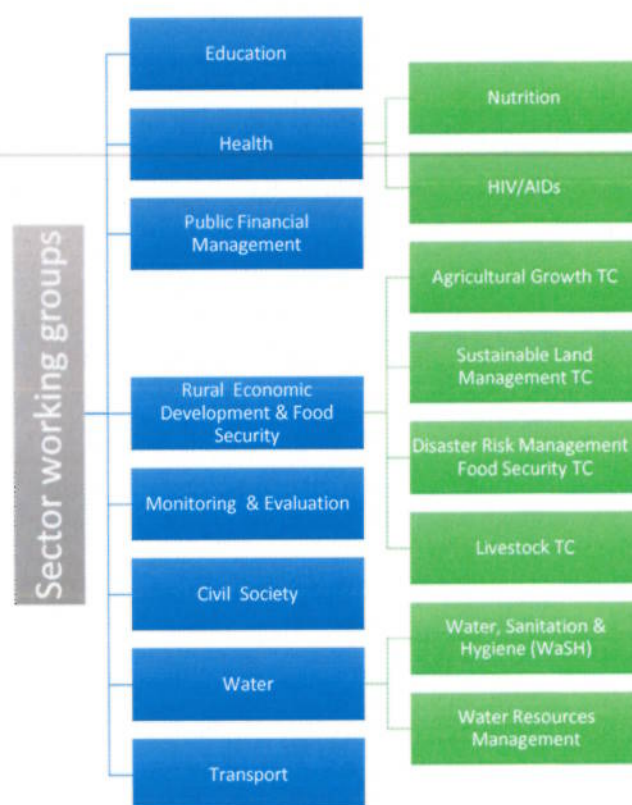 Sector working groups
Education
Health
Public Financial
Management
Rural Economic
Development & Food
Security
Monitoring & Evaluation
Civil Society
Water
Transport
Nutrition
HIV/AIDs
Agricultural Growth TC
Sustainable Land
Management TC
Disaster Risk Management
Food Security TC
Livestock TC
Water, Sanitation &
Hygiene (WaSH)
Water Resources
Management